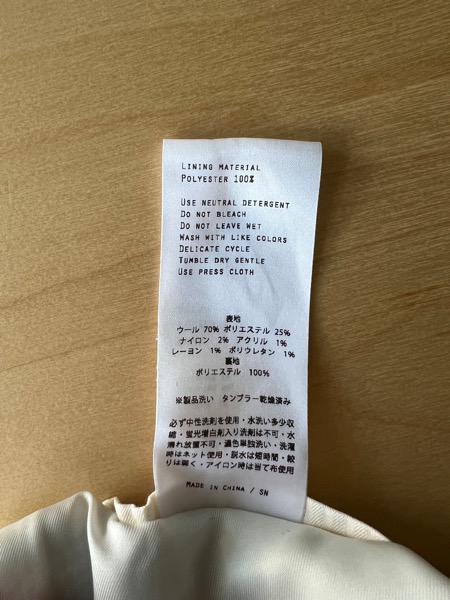 LINING MATERIAL
POLYESTER 100%
USE NEUTRAL DETERGENT
DO NOT BLEACH
DO NOT LEAVE WET
WASH WITH LIKE COLORS
DELICATE CYCLE
TUMBLE DRY GENTLE
USE PRESS CLOTH
表地
ウール 70% ポリエステル 25%
ナイロン 2% アクリル 1%
レーヨン 1% ポリウレタン 1%
裏地
ポリエステル 100%
※製品洗い タンブラー乾燥済み
必ず中性洗剤を使用・水洗い多少収
縮・蛍光増白剤入り洗剤は不可・水
濡れ放置不可・濃色単独洗い・洗濯
時はネット使用・脱水は短時間・絞
りは弱く・アイロン時は当て布使用
MADE IN CHINA / SN